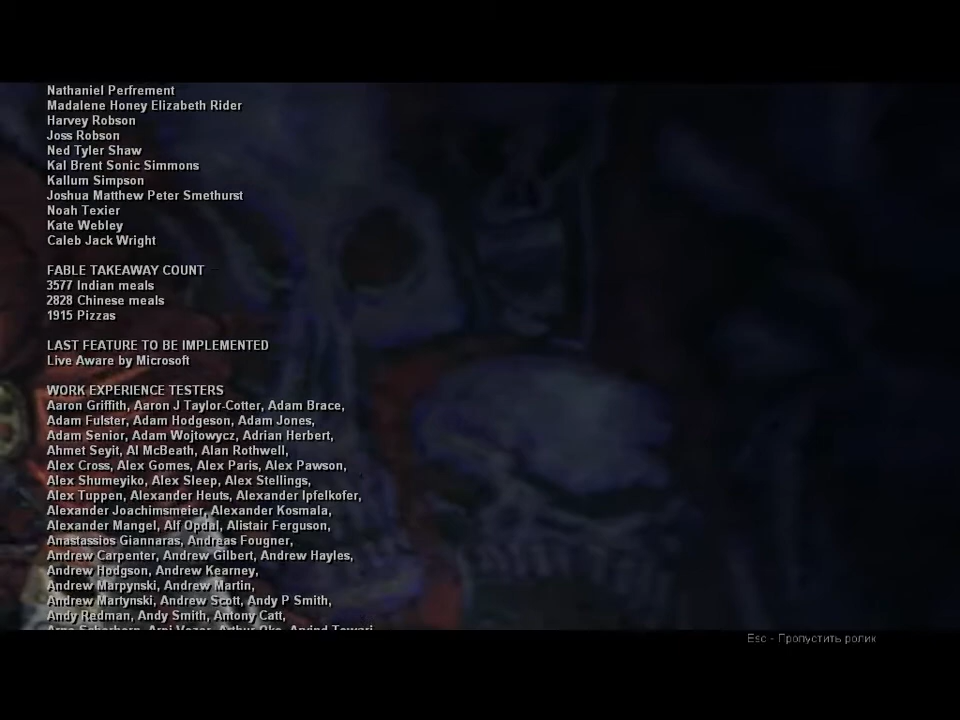 Nathaniel Perfrement
Madalene Honey Elizabeth Rider
Harvey Robson
Joss Robson
Ned Tyler Shaw
Kal Brent Sonic Simmons
Kallum Simpson
Joshua Matthew Peter Smethurst
Noah Texier
Kate Webley
Caleb Jack Wright
FABLE TAKEAWAY COUNT
3577 Indian meals
2828 Chinese meals
1915 Pizzas
LAST FEATURE TO BE IMPLEMENTED
Live Aware by Microsoft
WORK EXPERIENCE TESTERS
Aaron Griffith, Aaron J Taylor-Cotter, Adam Brace,
Adam Fulster, Adam Hodgeson, Adam Jones,
Adam Senior, Adam Wojtowycz, Adrian Herbert,
Ahmet Seyit, Al McBeath, Alan Rothwell,
Alex Cross, Alex Gomes, Alex Paris, Alex Pawson,
Alex Shumeyiko, Alex Sleep, Alex Stellings,
Alex Tuppen, Alexander Heuts, Alexander Ipfelkofer,
Alexander Joachimsmeier, Alexander Kosmala,
Alexander Mangel, Alf Opdal, Alistair Ferguson,
Anastassios Giannaras, Andreas Fougner,
Andrew Carpenter, Andrew Gilbert, Andrew Hayles,
Andrew Hodgson, Andrew Kearney,
Andrew Marpynski, Andrew Martin,
Andrew Martynski, Andrew Scott, Andy P Smith,
Andy Redman, Andy Smith, Antony Catt,
Esc - Пропустить ролик